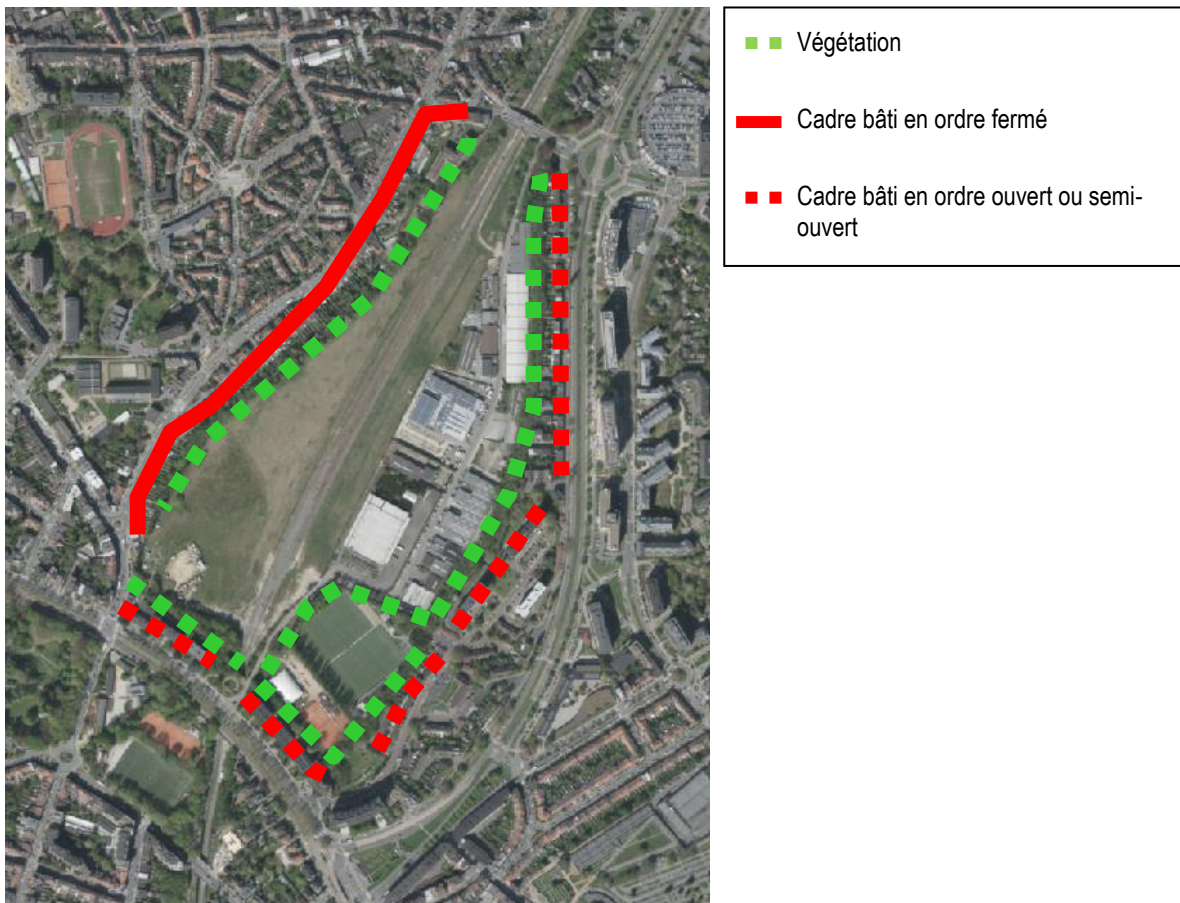 Végétation
Cadre bâti en ordre fermé
Cadre bâti en ordre ouvert ou semi-
ouvert